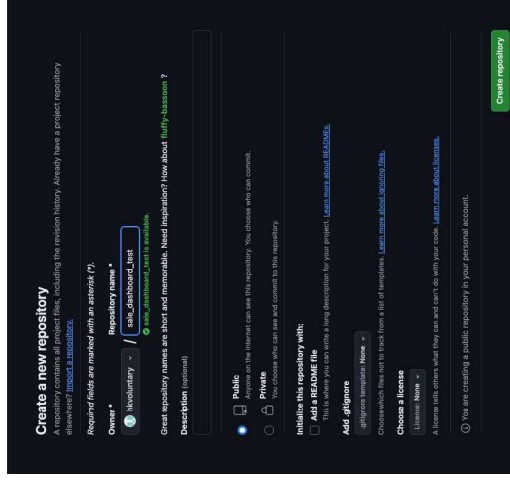 Create a new repository
A repository contains all project files, including the revision history. Already have a project repository
elsewhere? Import a repository.
Required fields are marked with an asterisk (*).
Owner *
Repository name *
hkvoluntary / sale_dashboard_test
sale_dashboard_test is available.
Great repository names are short and memorable. Need inspiration? How about fluffy-bassoon ?
Description (optional)
Public
Anyone on the internet can see this repository. You choose who can commit.
Private
You choose who can see and commit to this repository.
Initialize this repository with:
Add a README file
This is where you can write a long description for your project. Learn more about READMEs.
Add .gitignore
.gitignore template: None
Choose which files not to track from a list of templates. Learn more about ignoring files.
Choose a license
License: None
A license tells others what they can and can't do with your code. Learn more about licenses.
You are creating a public repository in your personal account.
Create repository